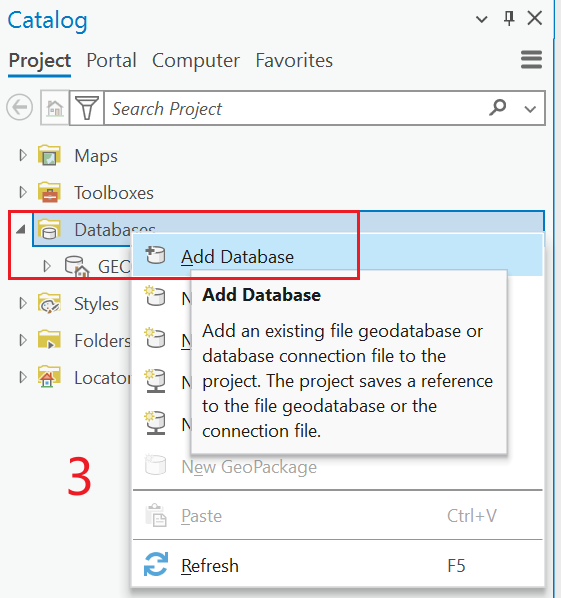 Catalog
Project Portal Computer Favorites
Search Project
Maps
Toolboxes
Databases
Add Database
GEO
Add Database
Add an existing file geodatabase or
database connection file to the
project. The project saves a reference
to the file geodatabase or the
connection file.
Styles
Folders
Locator
3
New GeoPackage
Paste Ctrl+V
Refresh F5